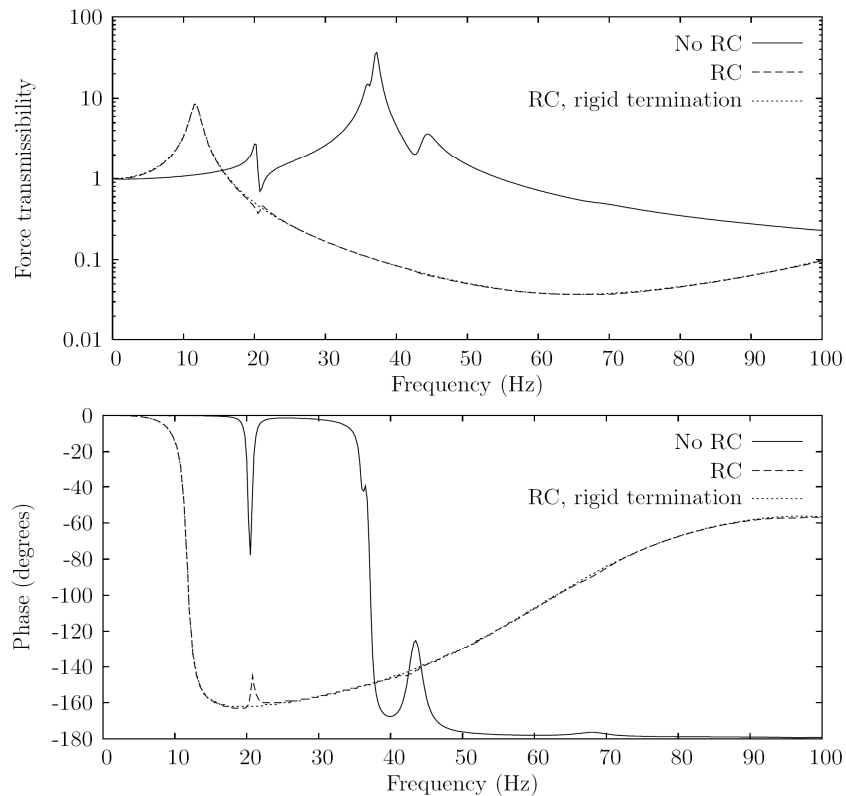 100
10
1
0.1
0.01
Force transmissibility
No RC
RC
RC, rigid termination
0 10 20 30 40 50 60 70 80 90 100
Frequency (Hz)
0
-20
-40
-60
-80
-100
-120
-140
-160
-180
Phase (degrees)
No RC
RC
RC, rigid termination
0 10 20 30 40 50 60 70 80 90 100
Frequency (Hz)